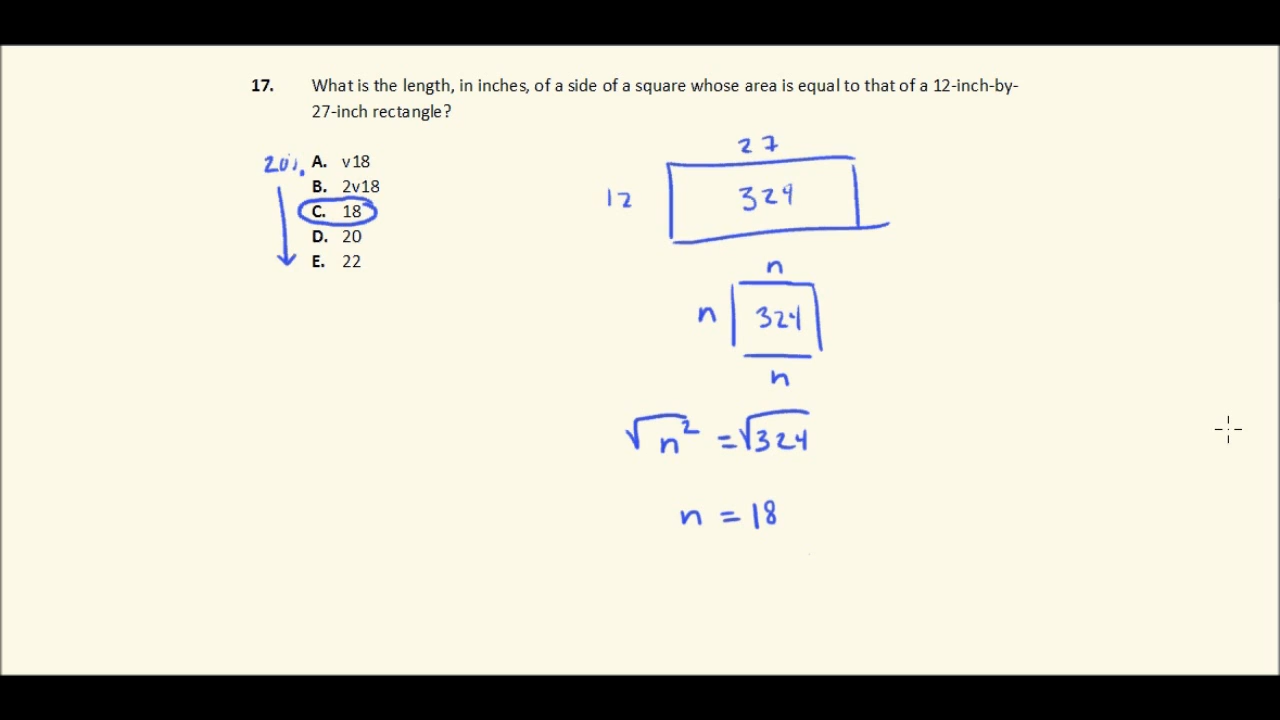 17. What is the length, in inches, of a side of a square whose area is equal to that of a 12-inch-by-
27-inch rectangle?
20%
A. v18
B. 2v18
C. 18
D. 20
E. 22
27
12
324
n
n
324
n
√n² = √324
n = 18